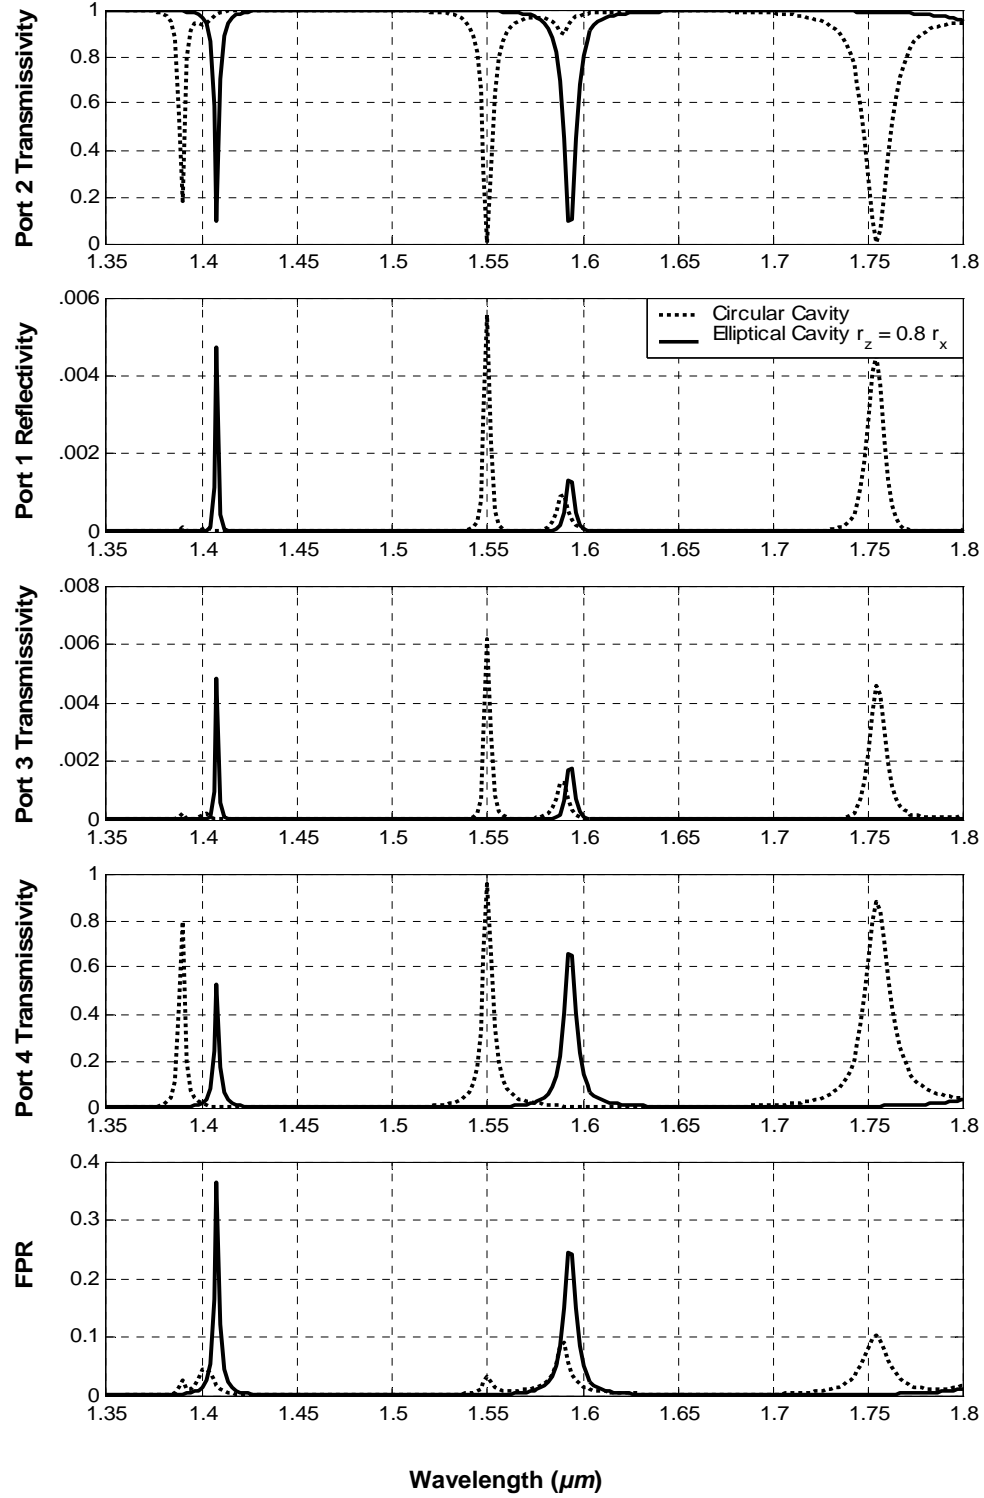 Port 2 Transmissivity
1
0.8
0.6
0.4
0.2
0
1.35 1.4 1.45 1.5 1.55 1.6 1.65 1.7 1.75 1.8
Port 1 Reflectivity
.006
.004
.002
0
Circular Cavity
Elliptical Cavity r_z = 0.8 r_x
1.35 1.4 1.45 1.5 1.55 1.6 1.65 1.7 1.75 1.8
Port 3 Transmissivity
.008
.006
.004
.002
0
1.35 1.4 1.45 1.5 1.55 1.6 1.65 1.7 1.75 1.8
Port 4 Transmissivity
1
0.8
0.6
0.4
0.2
0
1.35 1.4 1.45 1.5 1.55 1.6 1.65 1.7 1.75 1.8
FPR
0.4
0.3
0.2
0.1
0
1.35 1.4 1.45 1.5 1.55 1.6 1.65 1.7 1.75 1.8
Wavelength (μm)